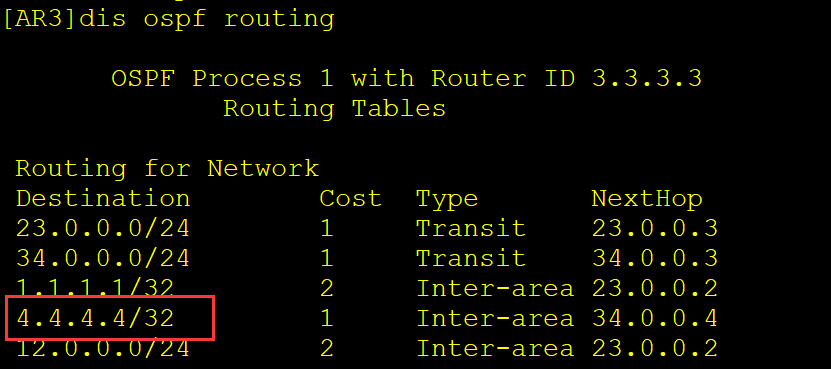 [AR3]dis ospf routing
OSPF Process 1 with Router ID 3.3.3.3
Routing Tables
Routing for Network
Destination Cost Type NextHop
23.0.0.0/24 1 Transit 23.0.0.3
34.0.0.0/24 1 Transit 34.0.0.3
1.1.1.1/32 2 Inter-area 23.0.0.2
4.4.4.4/32 1 Inter-area 34.0.0.4
12.0.0.0/24 2 Inter-area 23.0.0.2